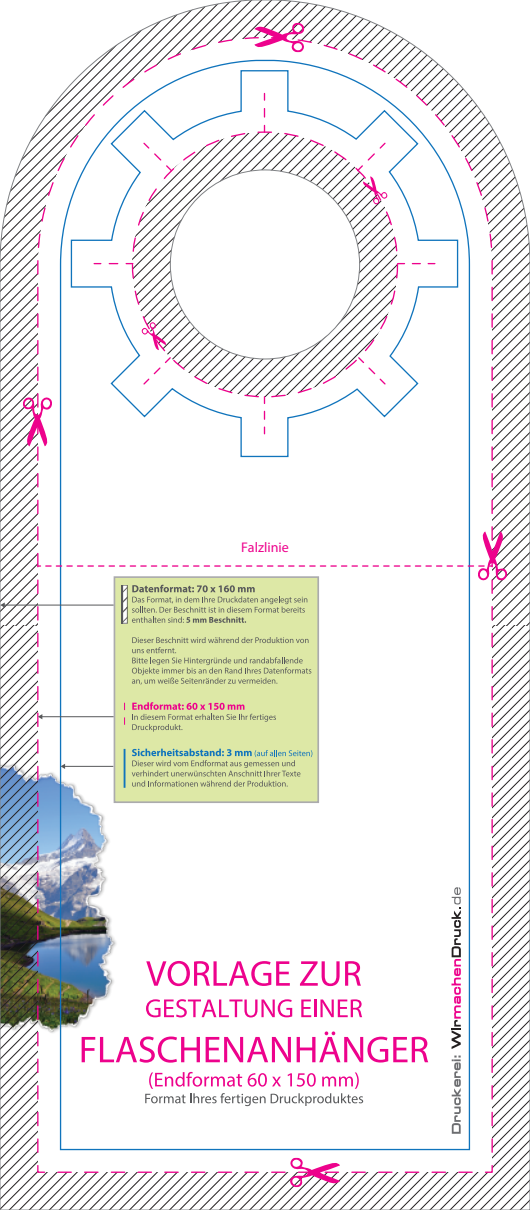 Falzlinie
Datenformat: 70 x 160 mm
Das Format, in dem Ihre Druckdaten angelegt sein
sollten. Der Beschnitt ist in diesem Format bereits
enthalten sind: 5 mm Beschnitt.
Dieser Beschnitt wird während der Produktion von
uns entfernt.
Bitte legen Sie Hintergründe und randabfallende
Objekte immer bis an den Rand Ihres Datenformats
an, um weiße Seitenränder zu vermeiden.
Endformat: 60 x 150 mm
In diesem Format erhalten Sie Ihr fertiges
Druckprodukt.
Sicherheitsabstand: 3 mm (auf allen Seiten)
Dieser wird vom Endformat aus gemessen und
verhindert unerwünschten Anschnitt Ihrer Texte
und Informationen während der Produktion.
VORLAGE ZUR
GESTALTUNG EINER
FLASCHENANHÄNGER
(Endformat 60 x 150 mm)
Format Ihres fertigen Druckproduktes
Druckerei: WIrmachenDruck.de